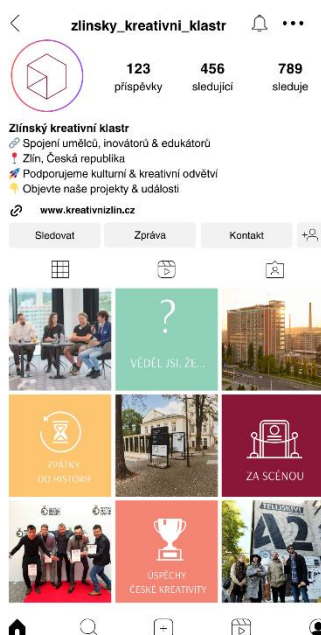 zlinsky_kreativni_klastr
123 456 789
příspěvky sledující sleduje
Zlínský kreativní klastr
Spojení umělců, inovátorů & edukátorů
Zlín, Česká republika
Podporujeme kulturní & kreativní odvětví
Objevte naše projekty & události
www.kreativnizlin.cz
Sledovat Zpráva Kontakt
?
VĚDĚL JSI, ŽE...
ZPÁTKY
DO HISTORIE
ZA SCÉNOU
ÚSPĚCHY
ČESKÉ KREATIVITY
A2